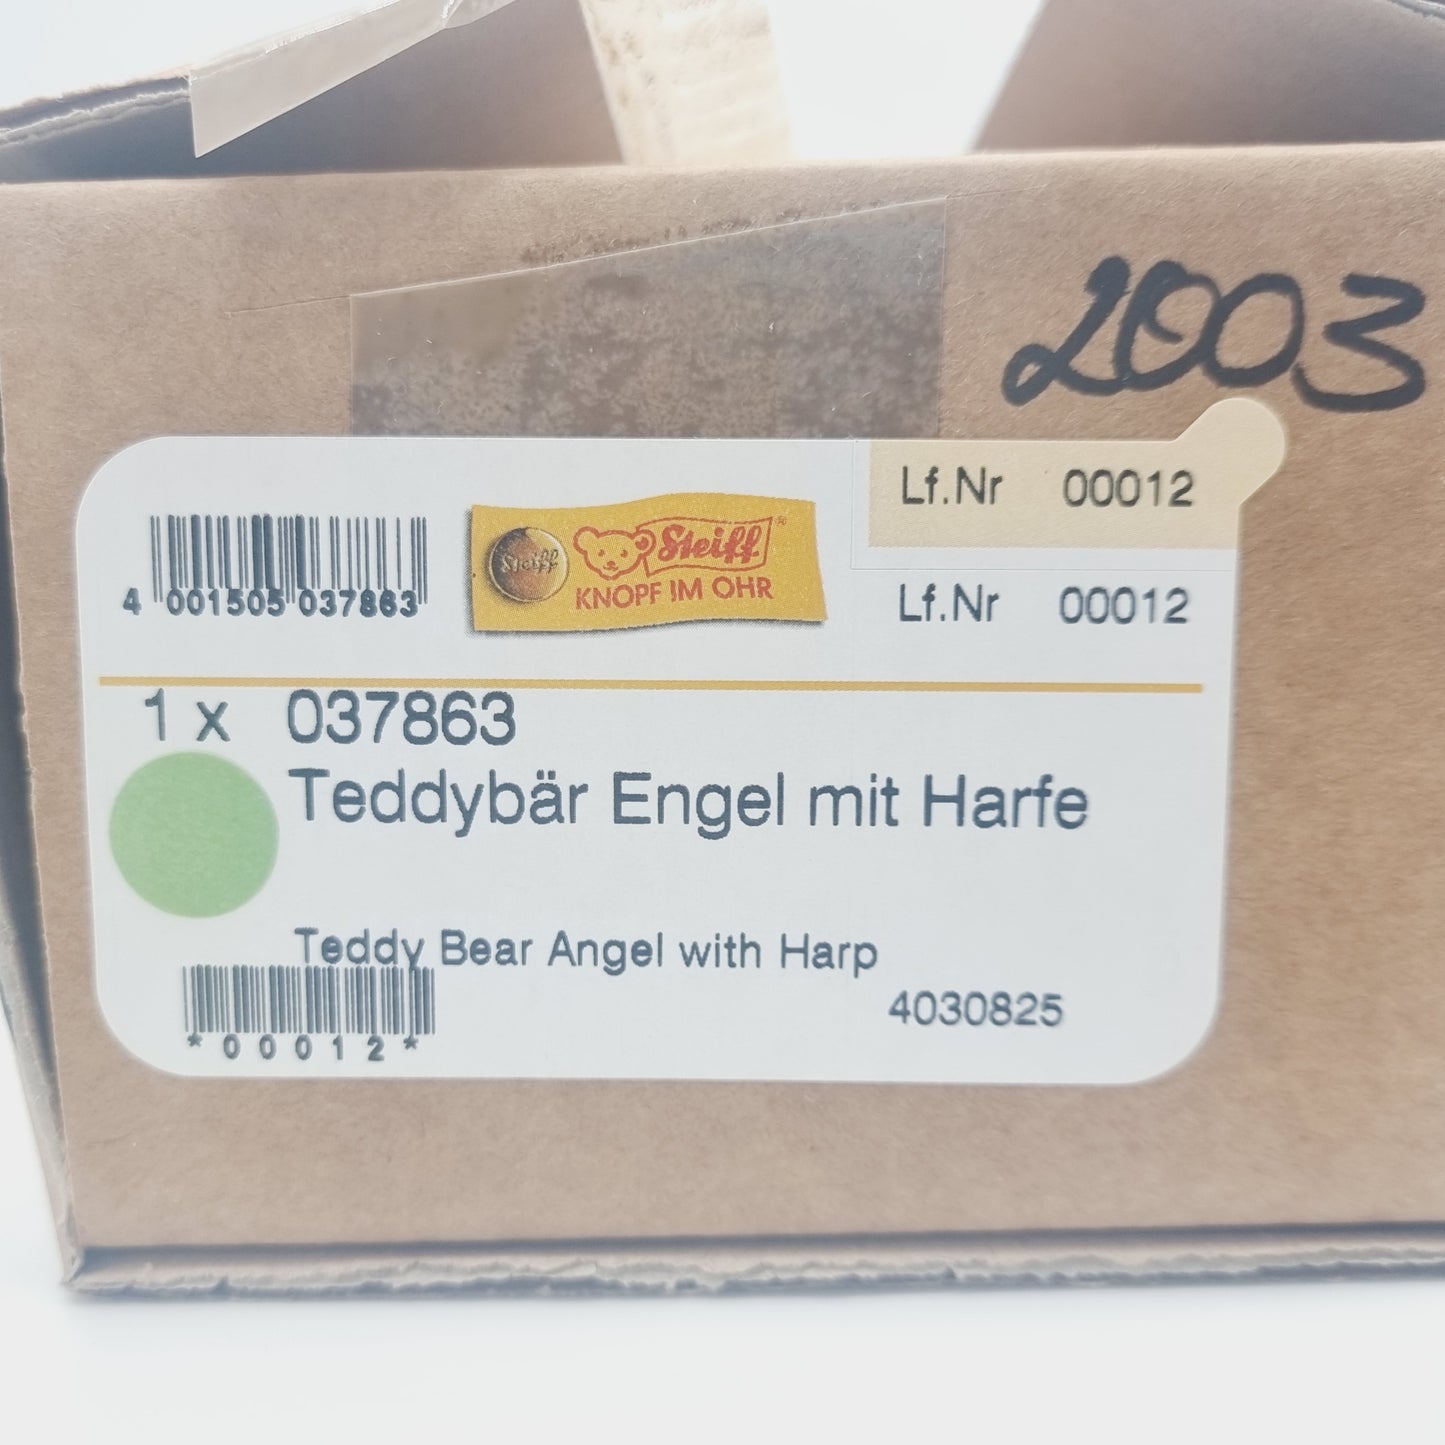 2003
Lf.Nr 00012
Steiff
Steiff
KNOPF IM OHR
4 001505 037863
Lf.Nr 00012
1 x 037863
Teddybär Engel mit Harfe
Teddy Bear Angel with Harp
4030825
*00012*